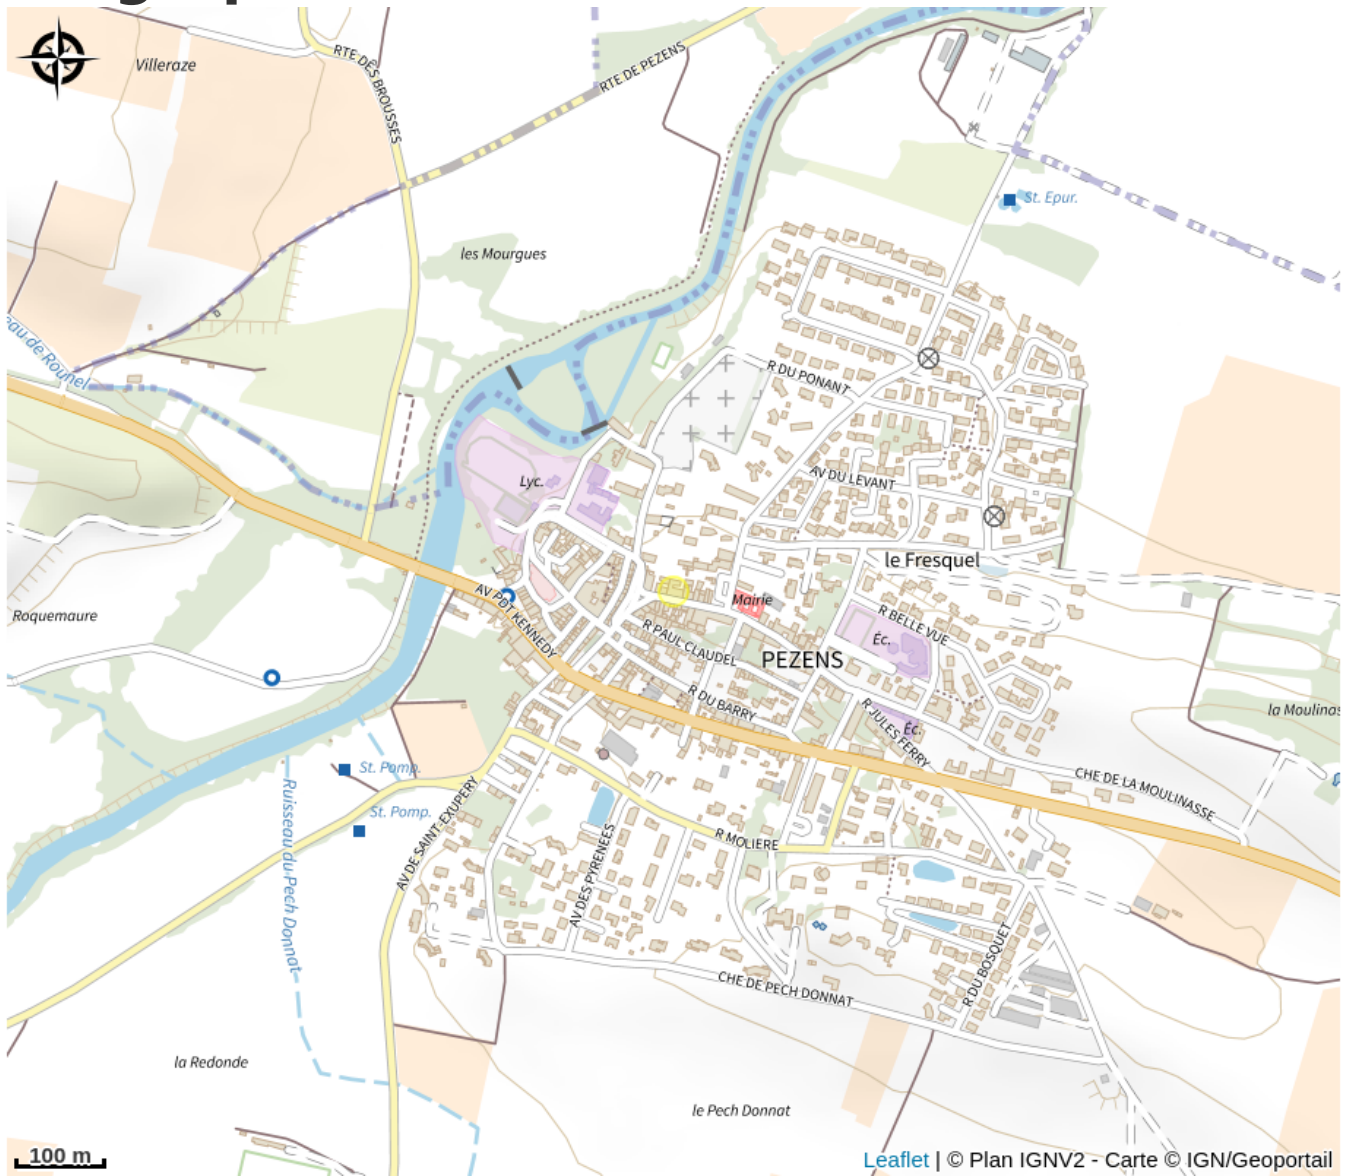 Villeraze
RTE DES BROUSSES
RTE DE PEZENS
St. Epur.
les Mourgues
eau de Rounel
R DU PONANT
AV DU LEVANT
Lyc.
le Fresquel
Mairie
AV PDT KENNEDY
Roquemaure
R BELLE VUE
Éc.
R PAUL CLAUDEL
PEZENS
R DU BARRY
R JULES FERRY
Éc.
la Moulinas
St. Pomp.
CHE DE LA MOULINASSE
St. Pomp.
Ruisseau du Pech Donnat
AV DE SAINT-EXUPERY
R MOLIERE
AV DES PYRENEES
R DU BOSQUET
CHE DE PECH DONNAT
la Redonde
le Pech Donnat
100 m
Leaflet | © Plan IGNV2 - Carte © IGN/Geoportail